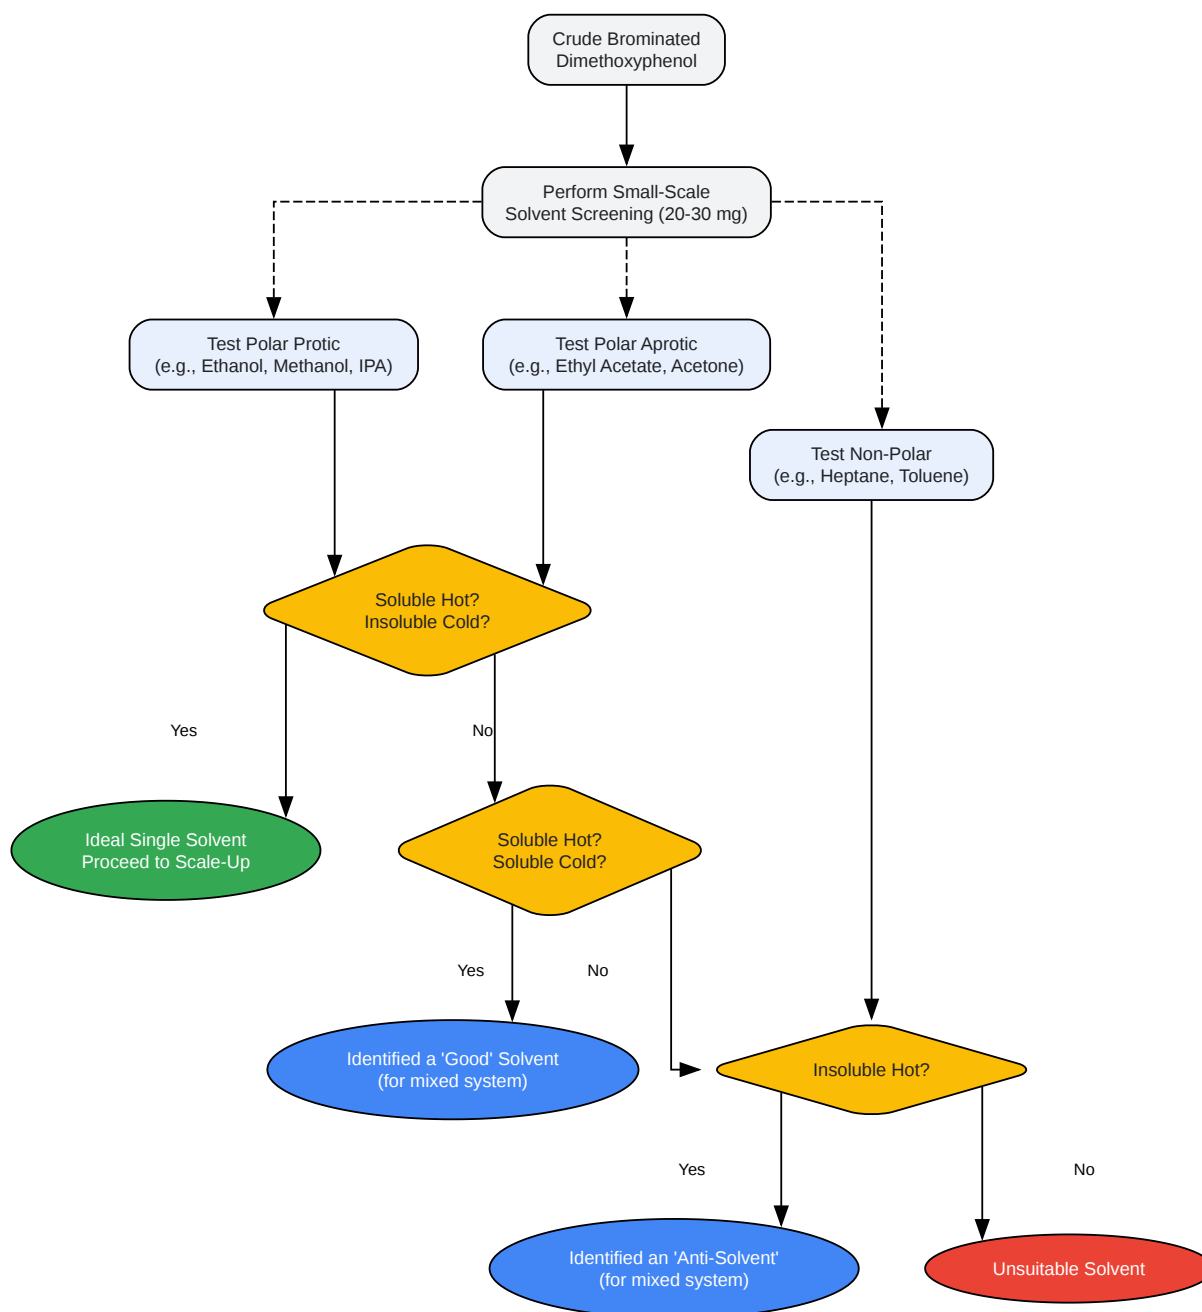 Crude Brominated
Dimethoxyphenol
Perform Small-Scale
Solvent Screening (20-30 mg)
Test Polar Protic
(e.g., Ethanol, Methanol, IPA)
Test Polar Aprotic
(e.g., Ethyl Acetate, Acetone)
Test Non-Polar
(e.g., Heptane, Toluene)
Soluble Hot?
Insoluble Cold?
Yes
No
Ideal Single Solvent
Proceed to Scale-Up
Soluble Hot?
Soluble Cold?
Yes
No
Identified a 'Good' Solvent
(for mixed system)
Insoluble Hot?
Yes
No
Identified an 'Anti-Solvent'
(for mixed system)
Unsuitable Solvent